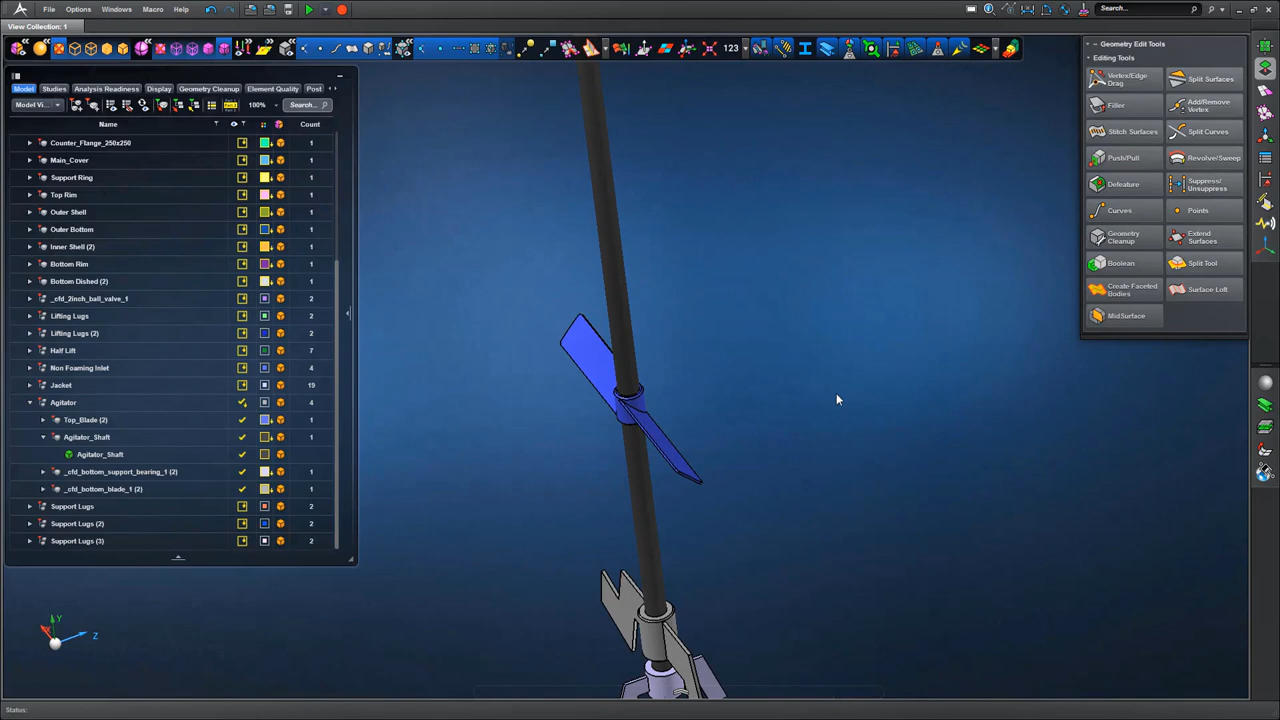 File Options Windows Macro Help
Search...
View Collection: 1
123
Model Studies Analysis Readiness Display Geometry Cleanup Element Quality Post
Model Vi... 100% Search...
Name Count
Counter_Flange_250x250 1
Main_Cover 1
Support Ring 1
Top Rim 1
Outer Shell 1
Outer Bottom 1
Inner Shell (2) 1
Bottom Rim 1
Bottom Dished (2) 1
_cfd_2inch_ball_valve_1 2
Lifting Lugs 2
Lifting Lugs (2) 2
Half Lift 7
Non Foaming Inlet 4
Jacket 19
Agitator 4
Top_Blade (2) 1
Agitator_Shaft 1
Agitator_Shaft
_cfd_bottom_support_bearing_1 (2) 1
_cfd_bottom_blade_1 (2) 1
Support Lugs 2
Support Lugs (2) 2
Support Lugs (3) 2
Geometry Edit Tools
Editing Tools
Vertex/Edge Drag
Split Surfaces
Filler
Add/Remove Vertex
Stitch Surfaces
Split Curves
Push/Pull
Revolve/Sweep
Defeature
Suppress/ Unsuppress
Curves
Points
Geometry Cleanup
Extend Surfaces
Boolean
Split Tool
Create Faceted Bodies
Surface Loft
MidSurface
Y
Z
Status: